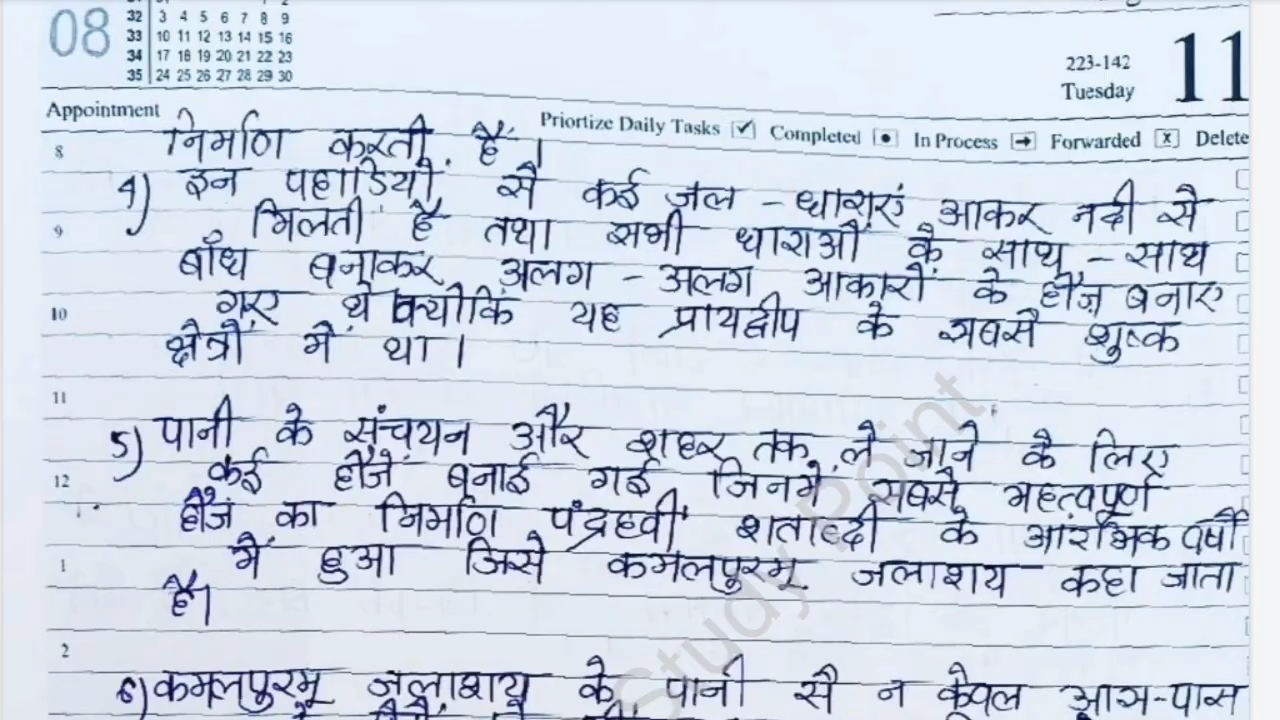 08
32 3 4 5 6 7 8 9
33 10 11 12 13 14 15 16
34 17 18 19 20 21 22 23
35 24 25 26 27 28 29 30
223-142
Tuesday
11
Appointment
Priortize Daily Tasks Completed In Process Forwarded Delete
8
निर्माण करती हैं।
4) इन पहाडियों सै कई जल - धाराएं आकर नदी सै
9
मिलती है तथा सभी धाराओं के साथ - साथ
बाँध बनाकर अलग - अलग आकारों के हौज़ बनाए
10
गए थे क्योंकि यह प्रायद्वीप के सबसै शुष्क
क्षेत्रों में था।
11
5) पानी के संचयन और शहर तक ले जाने के लिए
12
कई हौजें बनाई गई जिनमें सबसे महत्वपूर्ण
हौज का निर्माण पंद्रहवी शताब्दी के आरंभिक वर्षों
1
में हुआ जिसे कमलपुरम् जलाशय कहा जाता
है।
2
6) कमलपुरम् जलाशय के पानी सै न केवल आस-पास
Study Point